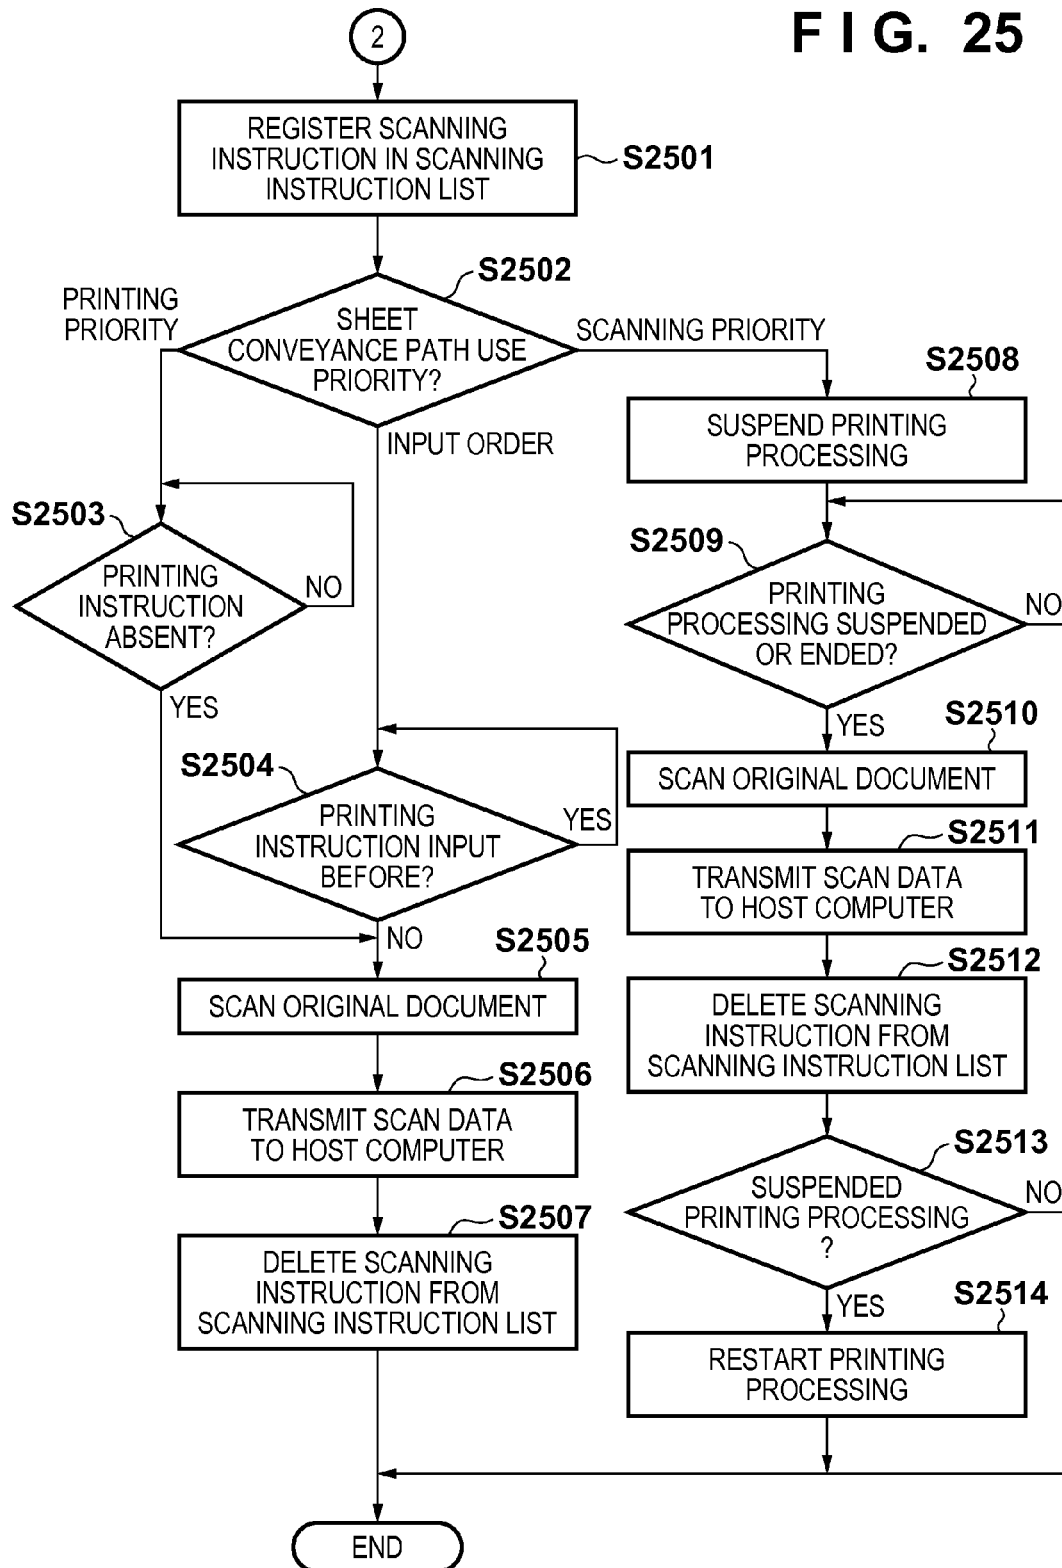 FIG. 25
2
REGISTER SCANNING
INSTRUCTION IN SCANNING
INSTRUCTION LIST
S2501
S2502
PRINTING
PRIORITY
SHEET
CONVEYANCE PATH USE
PRIORITY?
SCANNING PRIORITY
INPUT ORDER
S2503
PRINTING
INSTRUCTION
ABSENT?
NO
YES
S2504
PRINTING
INSTRUCTION INPUT
BEFORE?
YES
NO
S2505
SCAN ORIGINAL DOCUMENT
S2506
TRANSMIT SCAN DATA
TO HOST COMPUTER
S2507
DELETE SCANNING
INSTRUCTION FROM
SCANNING INSTRUCTION LIST
S2508
SUSPEND PRINTING
PROCESSING
S2509
PRINTING
PROCESSING SUSPENDED
OR ENDED?
NO
YES
S2510
SCAN ORIGINAL DOCUMENT
S2511
TRANSMIT SCAN DATA
TO HOST COMPUTER
S2512
DELETE SCANNING
INSTRUCTION FROM
SCANNING INSTRUCTION LIST
S2513
SUSPENDED
PRINTING PROCESSING
?
NO
YES
S2514
RESTART PRINTING
PROCESSING
END